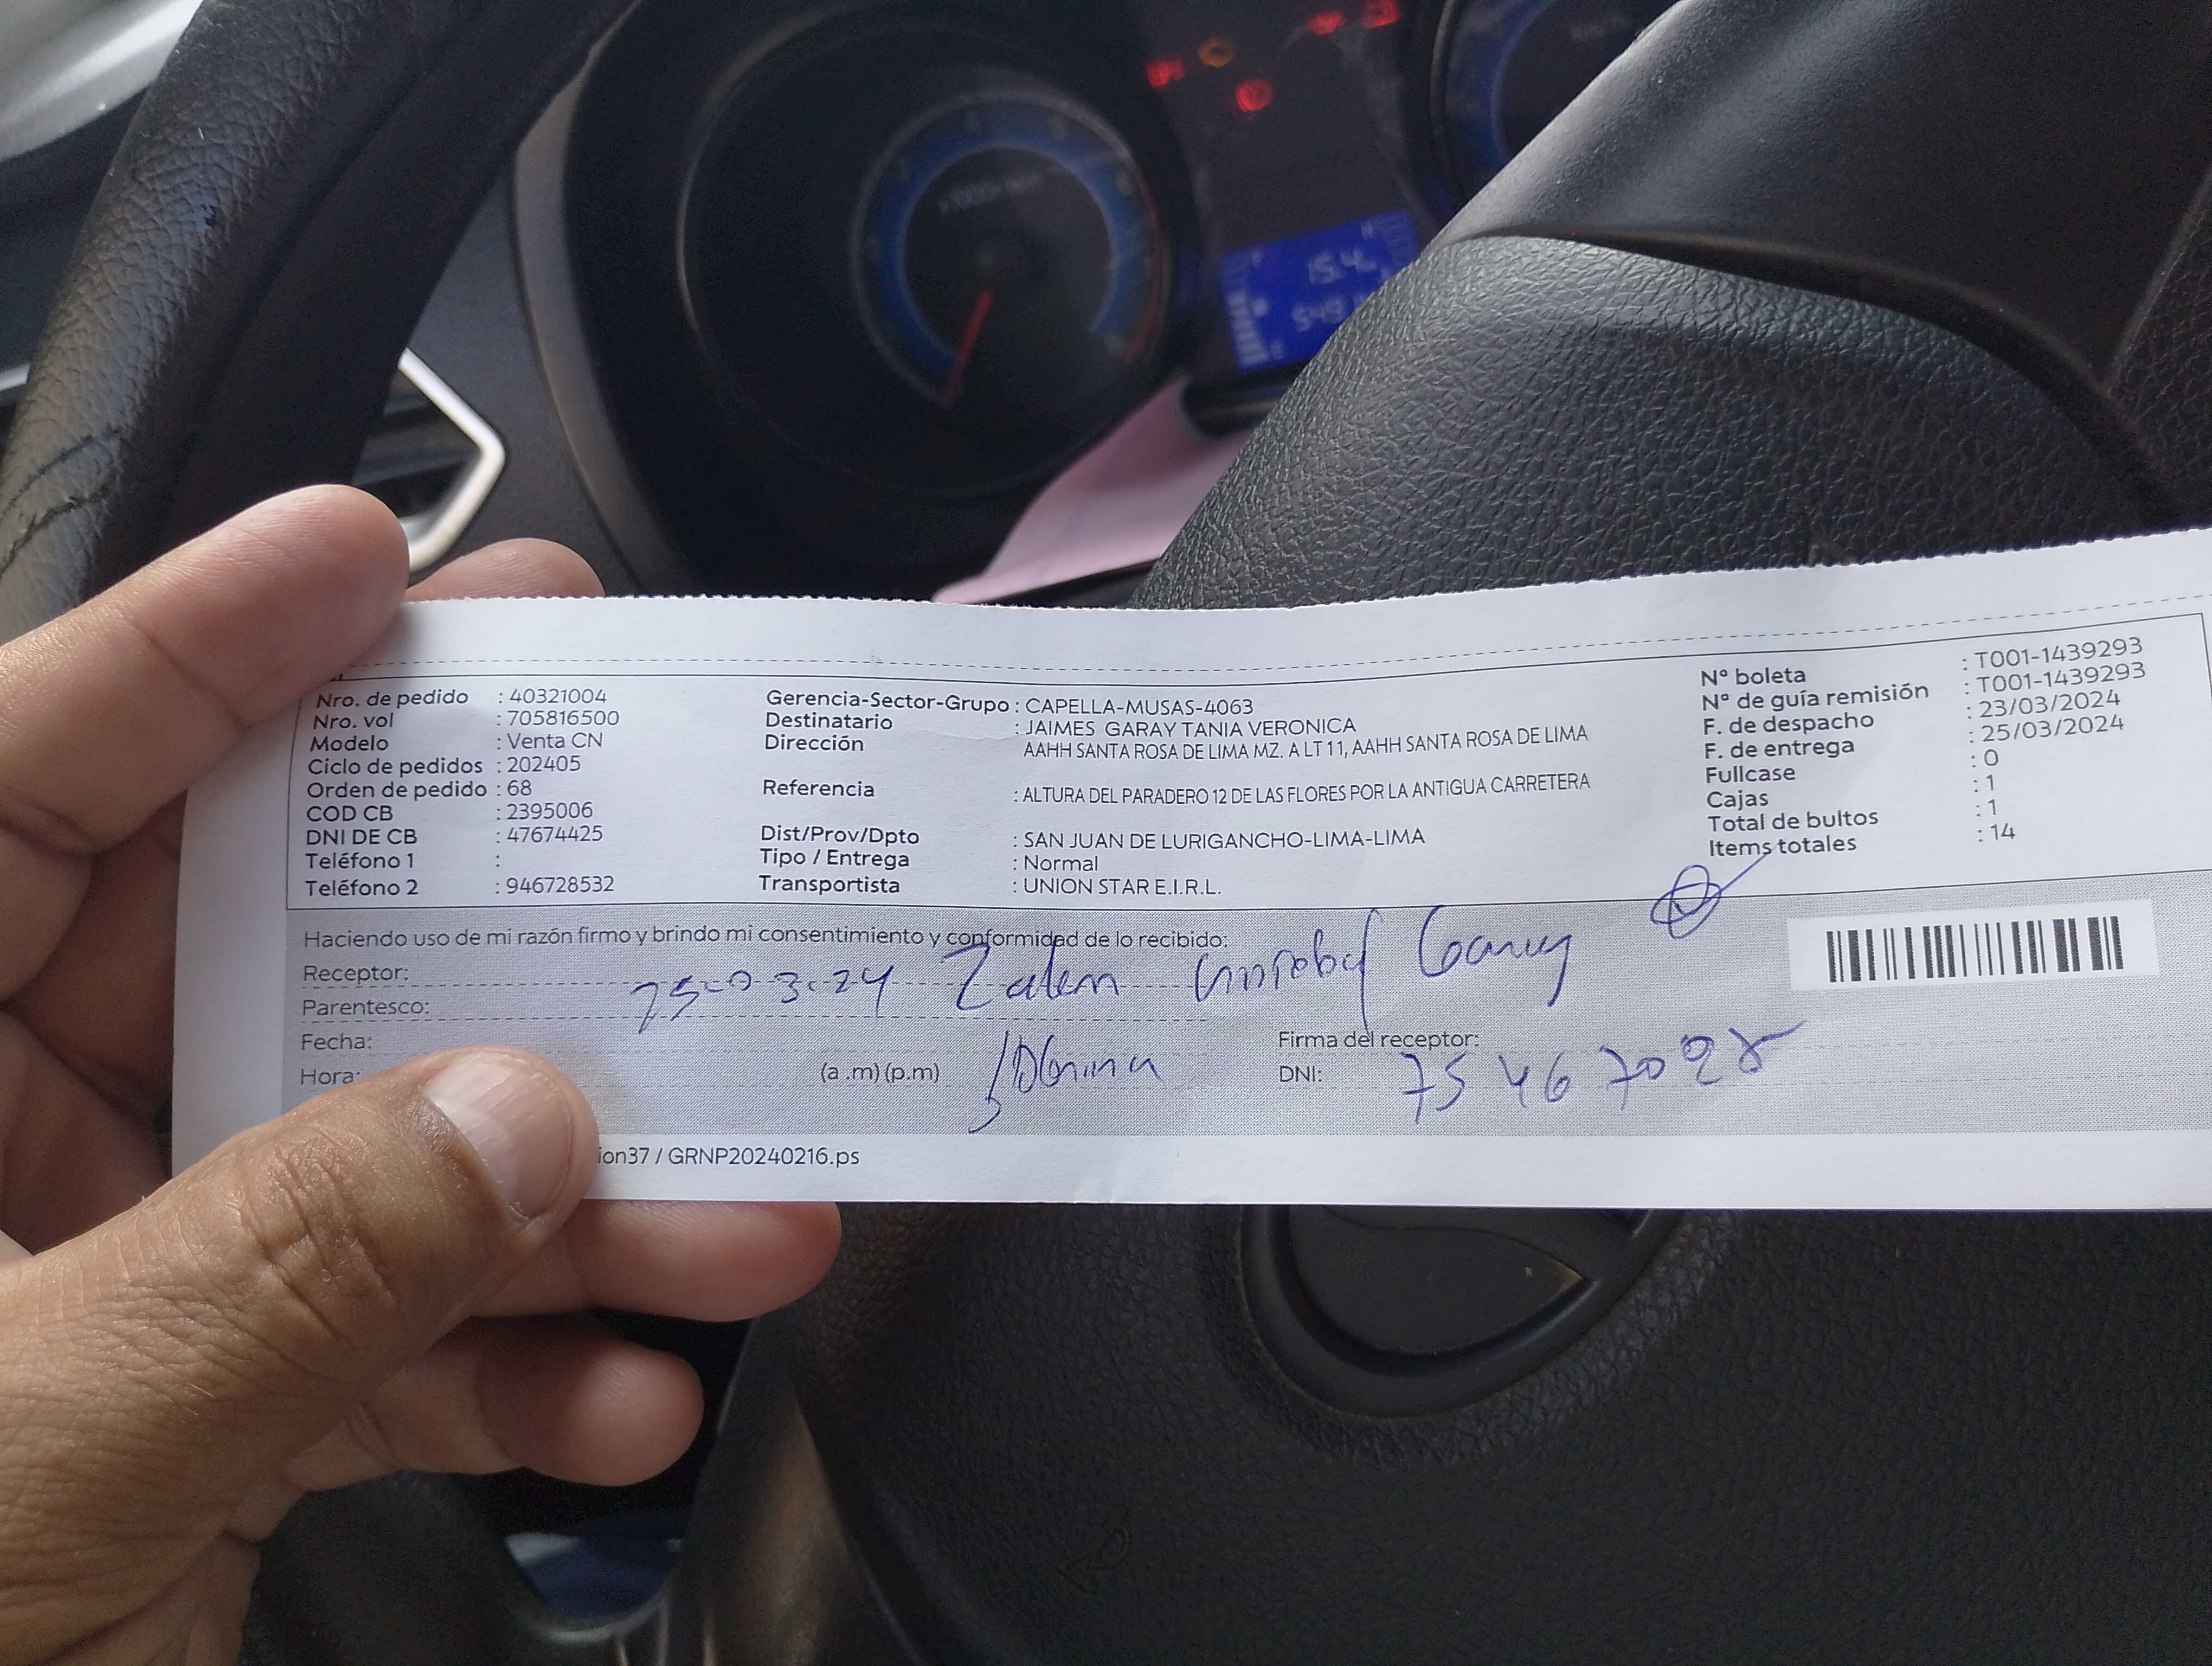 x1000r/min
15.4
Nro. de pedido : 40321004
Nro. vol : 705816500
Modelo : Venta CN
Ciclo de pedidos : 202405
Orden de pedido : 68
COD CB : 2395006
DNI DE CB : 47674425
Teléfono 1 :
Teléfono 2 : 946728532
Gerencia-Sector-Grupo : CAPELLA-MUSAS-4063
Destinatario : JAIMES GARAY TANIA VERONICA
Dirección AAHH SANTA ROSA DE LIMA MZ. A LT 11, AAHH SANTA ROSA DE LIMA
Referencia : ALTURA DEL PARADERO 12 DE LAS FLORES POR LA ANTIGUA CARRETERA
Dist/Prov/Dpto : SAN JUAN DE LURIGANCHO-LIMA-LIMA
Tipo / Entrega : Normal
Transportista : UNION STAR E.I.R.L.
Nº boleta : T001-1439293
Nº de guía remisión : T001-1439293
F. de despacho : 23/03/2024
F. de entrega : 25/03/2024
Fullcase : 0
Cajas : 1
Total de bultos : 1
Items totales : 14
Haciendo uso de mi razón firmo y brindo mi consentimiento y conformidad de lo recibido:
Receptor:
Parentesco:
Fecha:
Hora: (a .m) (p.m)
Firma del receptor:
DNI: 75467098
ion37 / GRNP20240216.ps